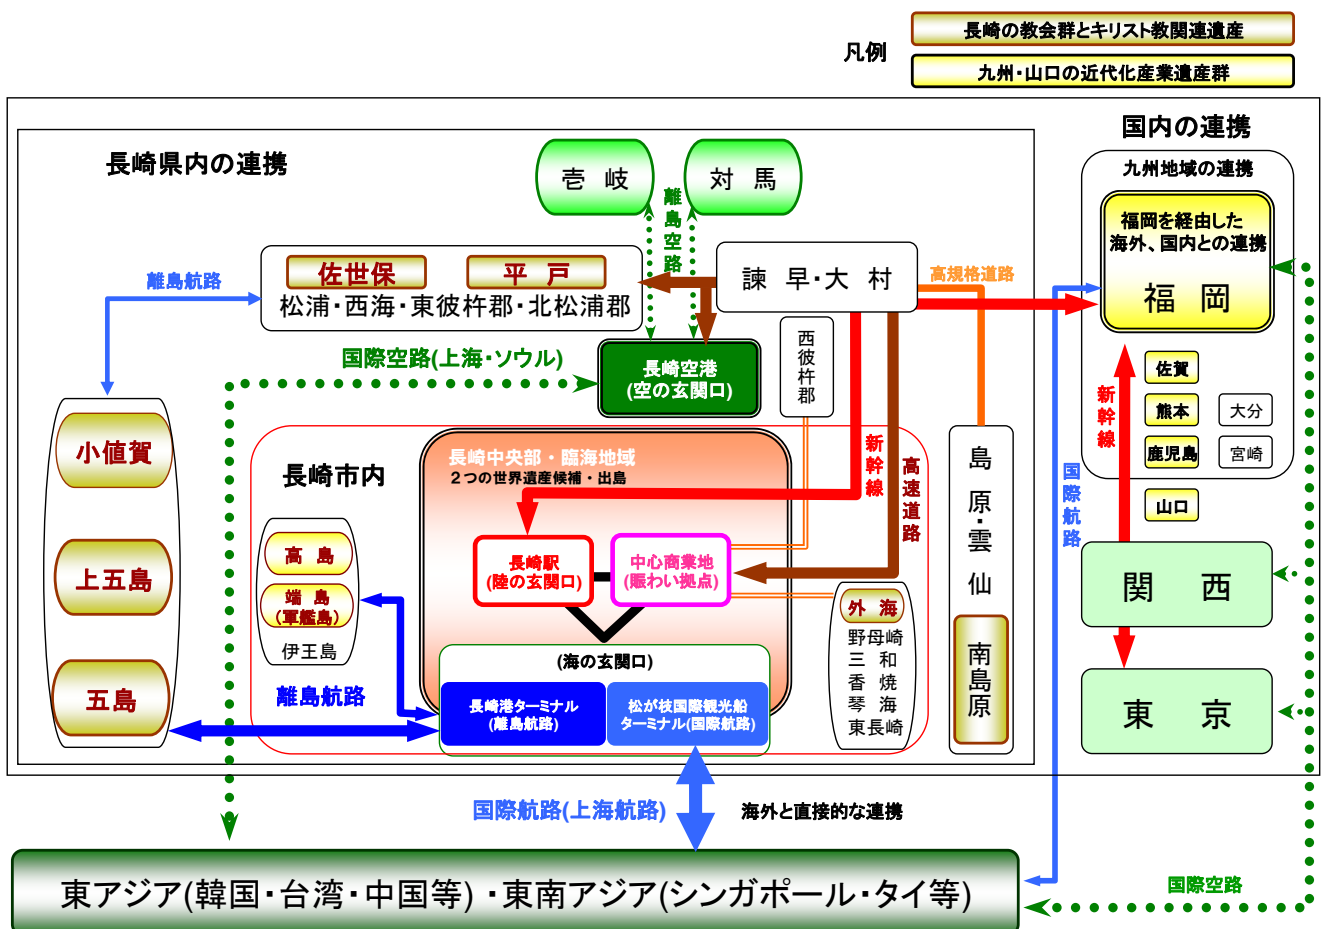 凡例
長崎の教会群とキリスト教関連遺産
九州・山口の近代化産業遺産群
国内の連携
長崎県内の連携
九州地域の連携
壱　岐
対　馬
離島空路
福岡を経由した
海外、国内との連携
福　岡
佐世保
平　戸
松浦・西海・東彼杵郡・北松浦郡
諫　早・大　村
高規格道路
離島航路
国際空路(上海・ソウル)
長崎空港
(空の玄関口)
西彼杵郡
佐賀
熊本
大分
鹿児島
宮崎
山口
新幹線
国際航路
小値賀
上五島
五島
長崎市内
長崎中央部・臨海地域
２つの世界遺産候補・出島
新幹線
高速道路
島原・雲仙
南島原
高　島
端　島
(軍艦島)
伊王島
長崎駅
(陸の玄関口)
中心商業地
(賑わい拠点)
外　海
野母崎
三　和
香　焼
琴　海
東長崎
(海の玄関口)
離島航路
長崎港ターミナル
(離島航路)
松が枝国際観光船
ターミナル(国際航路)
関　西
東　京
国際航路(上海航路)
海外と直接的な連携
東アジア(韓国・台湾・中国等)・東南アジア(シンガポール・タイ等)
国際空路